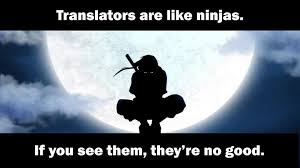 Translators are like ninjas.
If you see them, they're no good.